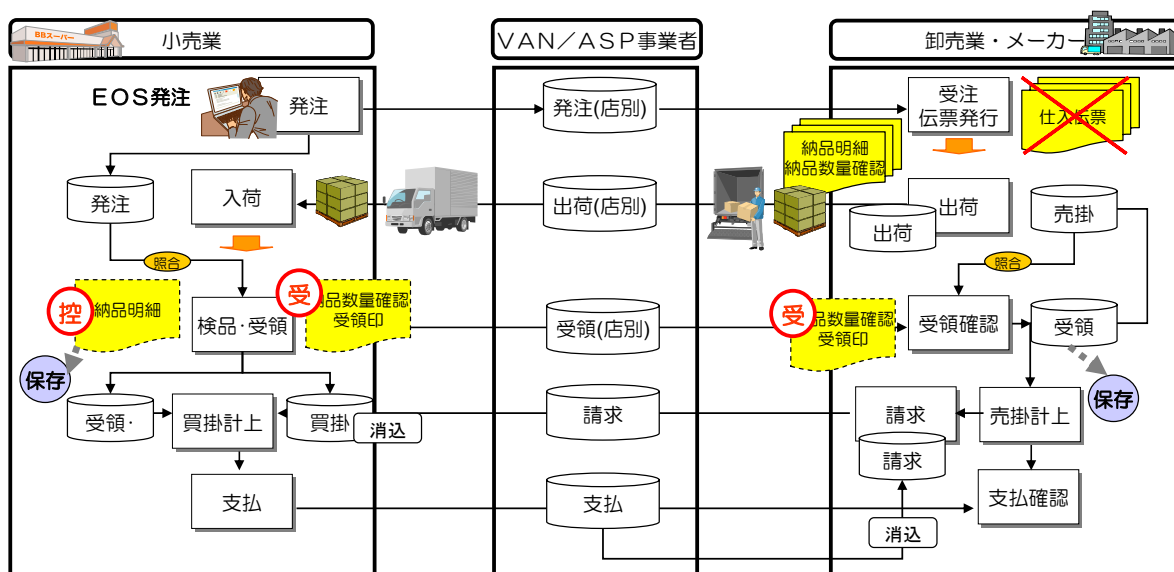 小売業
VAN／ASP事業者
卸売業・メーカー
BBスーパー
EOS発注
発注
発注(店別)
受注
伝票発行
仕入伝票
納品明細
納品数量確認
発注
入荷
出荷(店別)
出荷
出荷
売掛
照合
照合
控
納品明細
検品・受領
受
品数量確認
受領印
受領(店別)
受
品数量確認
受領印
受領確認
受領
保存
保存
受領・
買掛計上
買掛
消込
請求
請求
売掛計上
請求
支払
支払
支払確認
消込